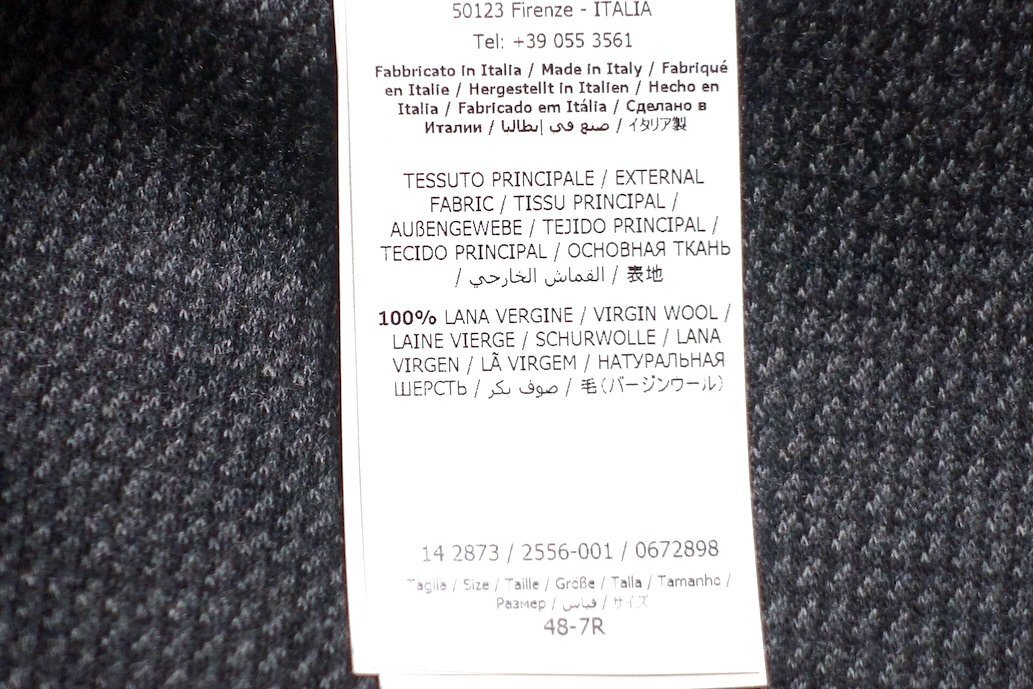 50123 Firenze - ITALIA
Tel: +39 055 3561
Fabbricato in Italia / Made in Italy / Fabriqué
en Italie / Hergestellt in Italien / Hecho en
Italia / Fabricado em Itália / Сделано в
Италии / صنع في إيطاليا / イタリア製
TESSUTO PRINCIPALE / EXTERNAL
FABRIC / TISSU PRINCIPAL /
AUßENGEWEBE / TEJIDO PRINCIPAL /
TECIDO PRINCIPAL / ОСНОВНАЯ ТКАНЬ
/ القماش الخارجي / 表地
100% LANA VERGINE / VIRGIN WOOL /
LAINE VIERGE / SCHURWOLLE / LANA
VIRGEN / LÃ VIRGEM / НАТУРАЛЬНАЯ
ШЕРСТЬ / صوف بكر / 毛(バージンウール)
14 2873 / 2556-001 / 0672898
Taglia / Size / Taille / Größe / Talla / Tamanho /
Размер / قياس / サイズ
48-7R